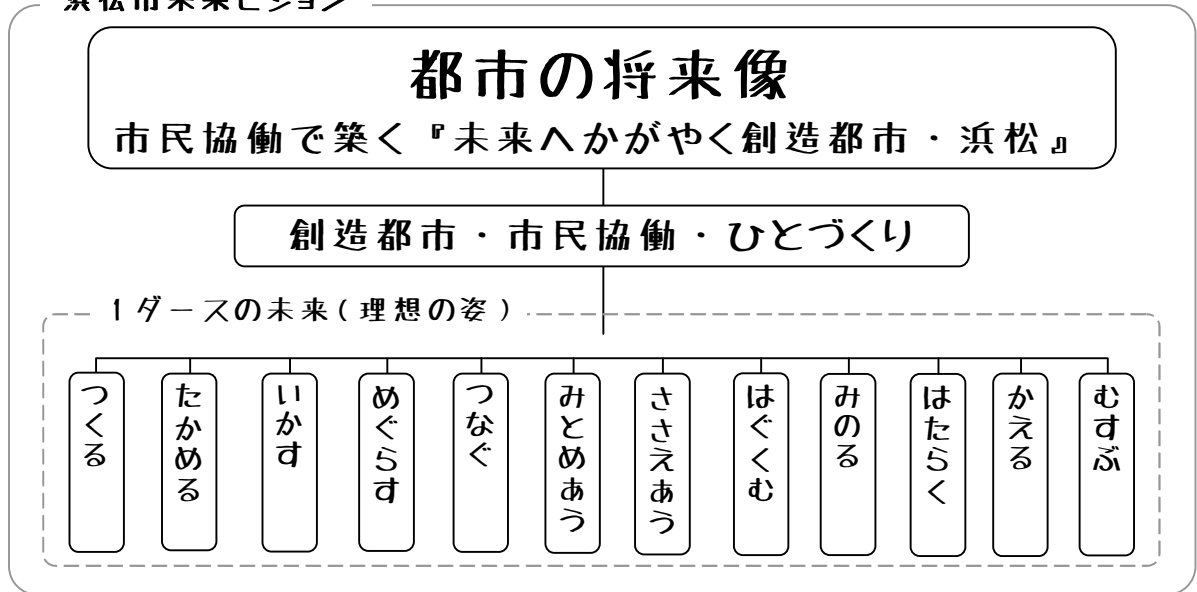 浜松市未来ビジョン
都市の将来像
市民協働で築く『未来へかがやく創造都市・浜松』
創造都市・市民協働・ひとづくり
1ダースの未来(理想の姿)
つくる
たかめる
いかす
めぐらす
つなぐ
みとめあう
ささえあう
はぐくむ
みのる
はたらく
かえる
むすぶ